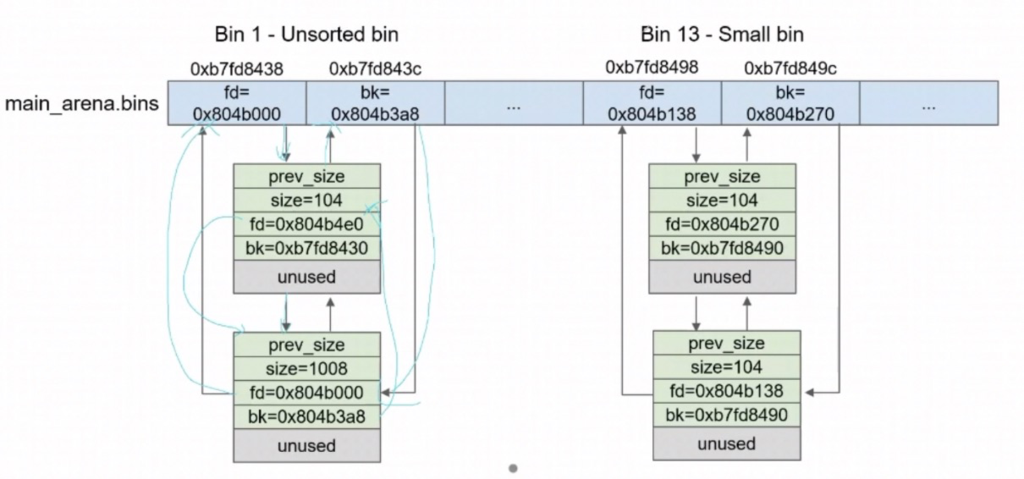 Bin 1 - Unsorted bin
Bin 13 - Small bin
0xb7fd8438
0xb7fd843c
0xb7fd8498
0xb7fd849c
main_arena.bins
fd=
0x804b000
bk=
0x804b3a8
...
fd=
0x804b138
bk=
0x804b270
...
prev_size
size=104
fd=0x804b4e0
bk=0xb7fd8430
unused
prev_size
size=1008
fd=0x804b000
bk=0x804b3a8
unused
prev_size
size=104
fd=0x804b270
bk=0xb7fd8490
unused
prev_size
size=104
fd=0x804b138
bk=0xb7fd8490
unused